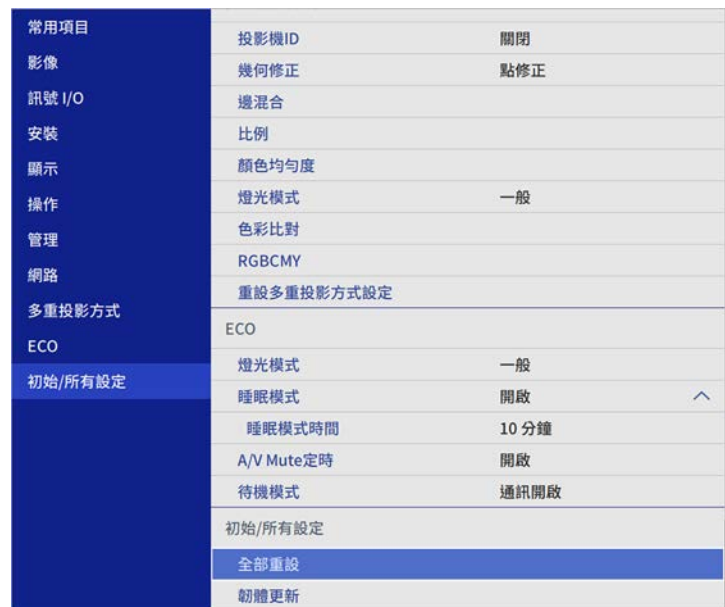 常用項目
影像
訊號 I/O
安裝
顯示
操作
管理
網路
多重投影方式
ECO
初始/所有設定
投影機ID 關閉
幾何修正 點修正
邊混合
比例
顏色均勻度
燈光模式 一般
色彩比對
RGBCMY
重設多重投影方式設定
ECO
燈光模式 一般
睡眠模式 開啟
睡眠模式時間 10 分鐘
A/V Mute定時 開啟
待機模式 通訊開啟
初始/所有設定
全部重設
韌體更新